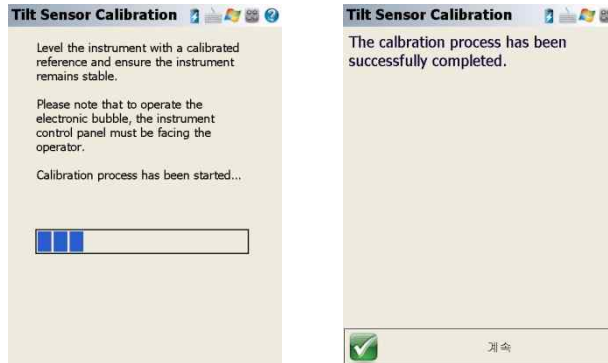 Tilt Sensor Calibration
Level the instrument with a calibrated
reference and ensure the instrument
remains stable.
Please note that to operate the
electronic bubble, the instrument
control panel must be facing the
operator.
Calibration process has been started...
Tilt Sensor Calibration
The calbration process has been
successfully completed.
계속